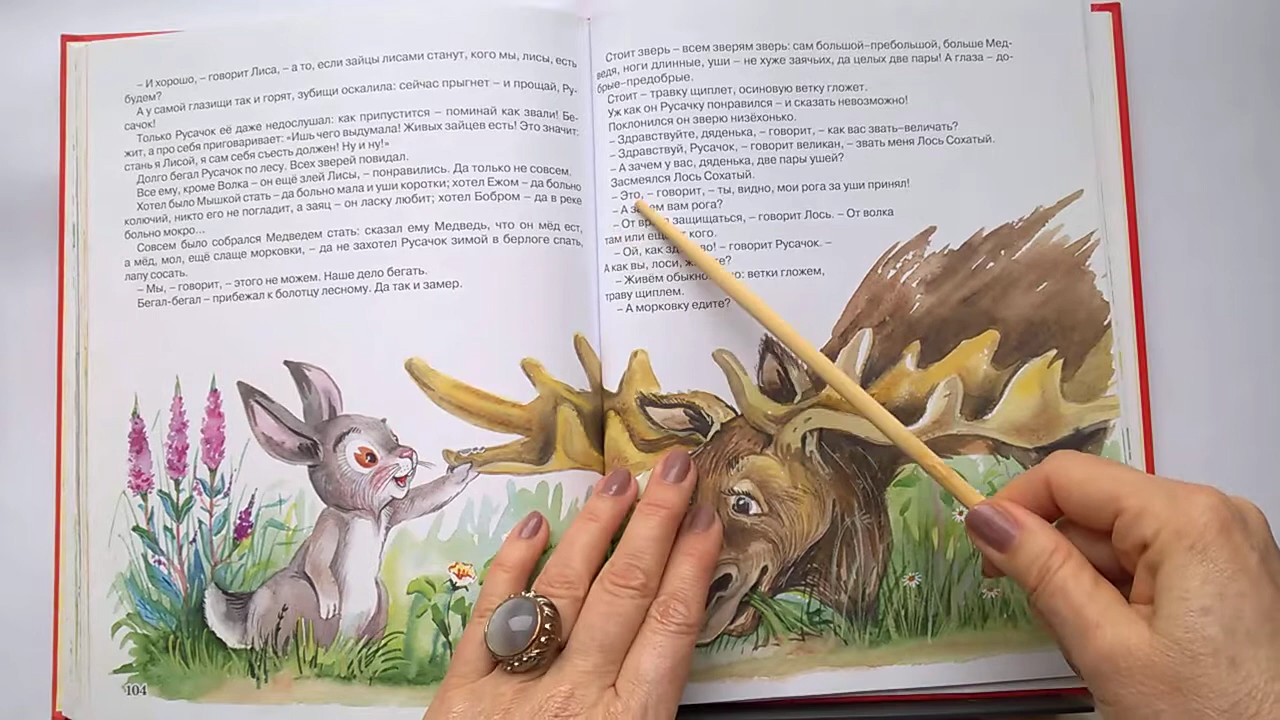 – И хорошо, – говорит Лиса, – а то, если зайцы лисами станут, кого мы, лисы, есть
будем?
А у самой глазищи так и горят, зубищи оскалила: сейчас прыгнет – и прощай, Ру-
сачок!
Только Русачок её даже недослушал: как припустится – поминай как звали! Бе-
жит, а про себя приговаривает: «Ишь чего выдумала! Живых зайцев есть! Это значит:
стань я Лисой, я сам себя съесть должен! Ну и ну!»
Долго бегал Русачок по лесу. Всех зверей повидал.
Все ему, кроме Волка – он ещё злей Лисы, – понравились. Да только не совсем.
Хотел было Мышкой стать – да больно мала и уши коротки; хотел Ежом – да больно
колючий, никто его не погладит, а заяц – он ласку любит; хотел Бобром – да в реке
больно мокро...
Совсем было собрался Медведем стать: сказал ему Медведь, что он мёд ест,
а мёд, мол, ещё слаще морковки, – да не захотел Русачок зимой в берлоге спать,
лапу сосать.
– Мы, – говорит, – этого не можем. Наше дело бегать.
Бегал-бегал – прибежал к болотцу лесному. Да так и замер.
104
Стоит зверь – всем зверям зверь: сам большой–пребольшой, больше Мед-
ведя, ноги длинные, уши – не хуже заячьих, да целых две пары! А глаза – до-
брые–предобрые.
Стоит – травку щиплет, осиновую ветку гложет.
Уж как он Русачку понравился – и сказать невозможно!
Поклонился он зверю низёхонько.
– Здравствуйте, дяденька, – говорит, – как вас звать–величать?
– Здравствуй, Русачок, – говорит великан, – звать меня Лось Сохатый.
– А зачем у вас, дяденька, две пары ушей?
Засмеялся Лось Сохатый.
– Это, – говорит, – ты, видно, мои рога за уши принял!
– А вам рога?
– От защищаться, – говорит Лось. – От волка
там или кого.
– Ой, как – говорит Русачок. –
А как вы, лоси,
– Живём ветки гложем,
траву щиплем.
– А морковку едите?